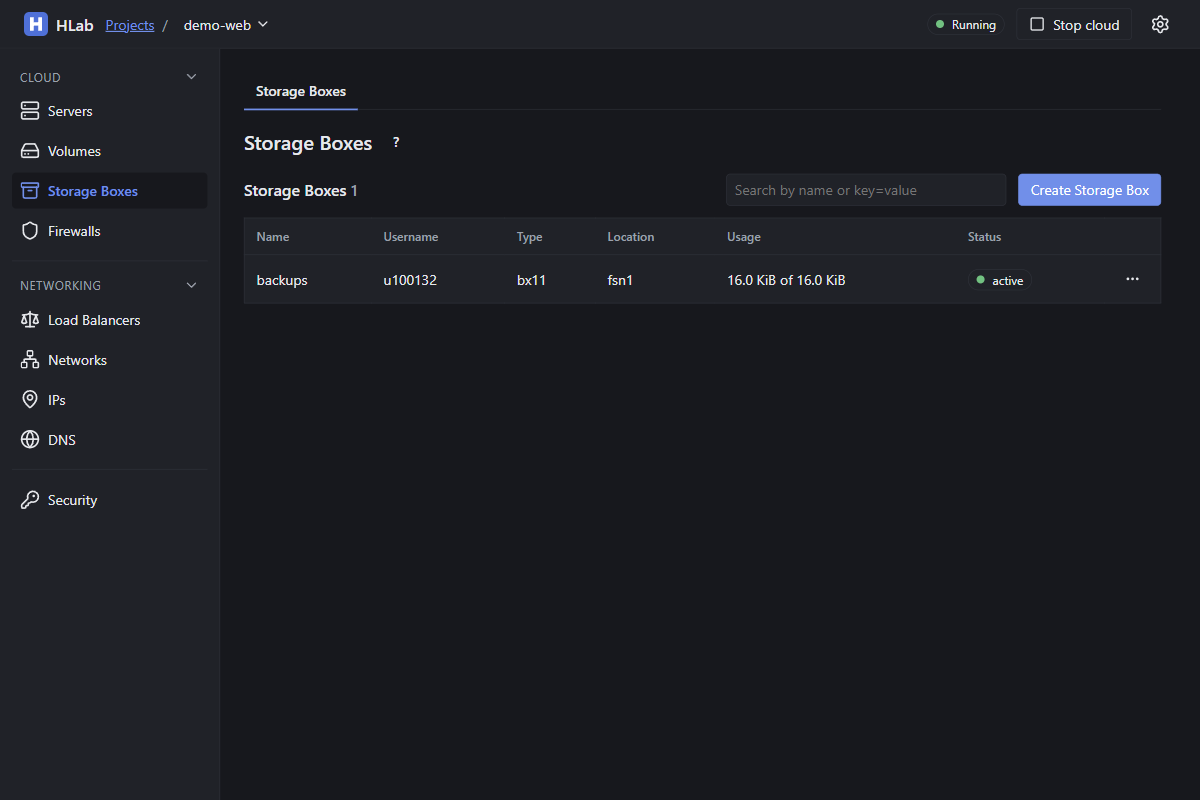 H HLab Projects / demo-web Running Stop cloud
CLOUD
Servers
Volumes
Storage Boxes
Firewalls
NETWORKING
Load Balancers
Networks
IPs
DNS
Security
Storage Boxes
Storage Boxes ?
Storage Boxes 1 Search by name or key=value Create Storage Box
Name Username Type Location Usage Status
backups u100132 bx11 fsn1 16.0 KiB of 16.0 KiB active ...